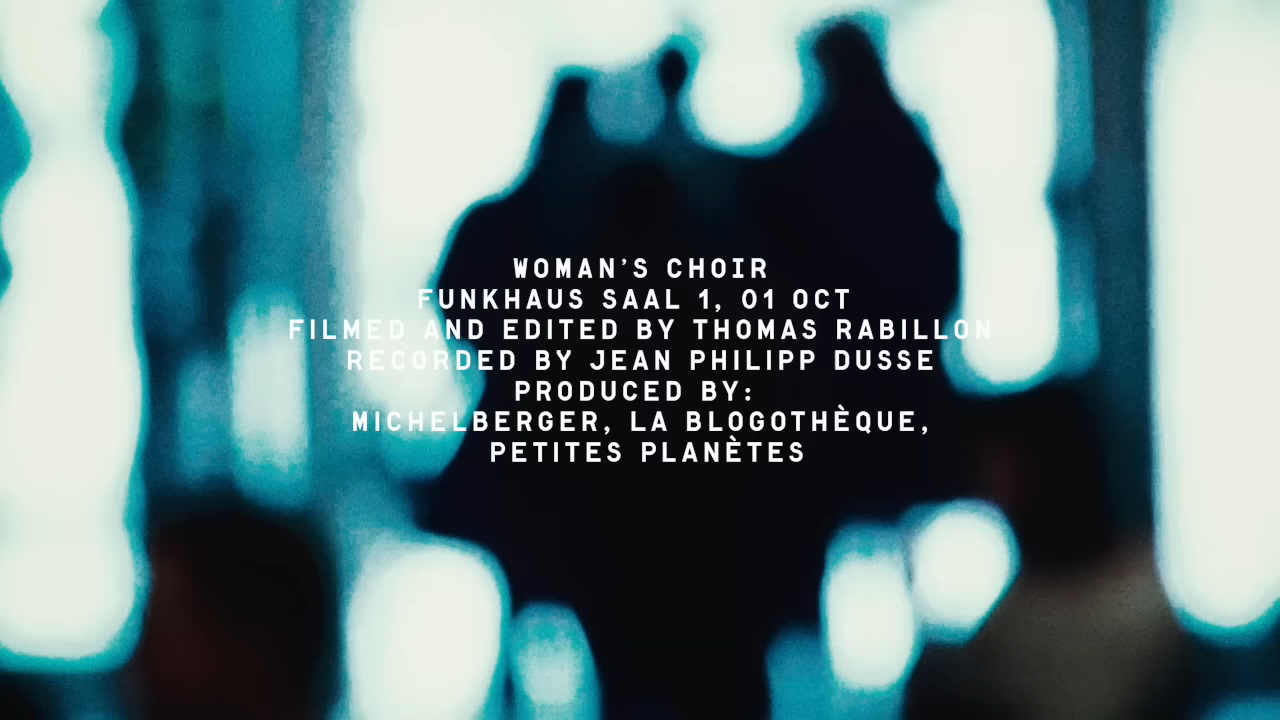 WOMAN'S CHOIR
FUNKHAUS SAAL 1, 01 OCT
FILMED AND EDITED BY THOMAS RABILLON
RECORDED BY JEAN PHILIPP DUSSE
PRODUCED BY:
MICHELBERGER, LA BLOGOTHÈQUE,
PETITES PLANÈTES